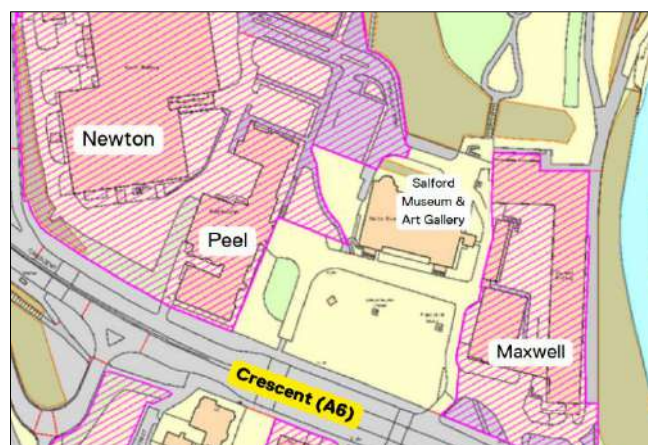 Newton
Salford
Museum &
Art Gallery
Peel
Maxwell
Crescent (A6)